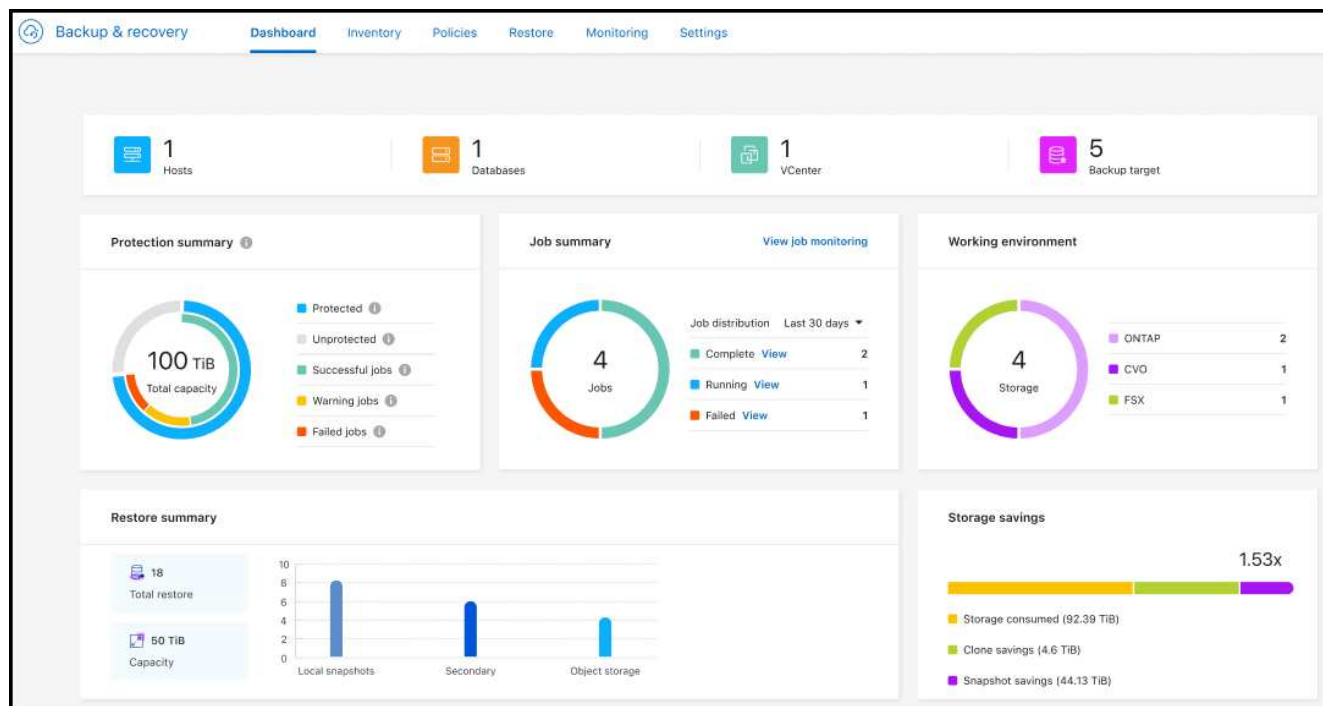 Backup & recovery Dashboard Inventory Policies Restore Monitoring Settings
1
Hosts
1
Databases
1
VCenter
5
Backup target
Protection summary
100 TiB
Total capacity
Protected
Unprotected
Successful jobs
Warning jobs
Failed jobs
Job summary View job monitoring
4
Jobs
Job distribution Last 30 days
Complete View 2
Running View 1
Failed View 1
Working environment
4
Storage
ONTAP 2
CVO 1
FSX 1
Restore summary
18
Total restore
50 TiB
Capacity
10
8
6
4
2
0
Local snapshots Secondary Object storage
Storage savings
1.53x
Storage consumed (92.39 TiB)
Clone savings (4.6 TiB)
Snapshot savings (44.13 TiB)